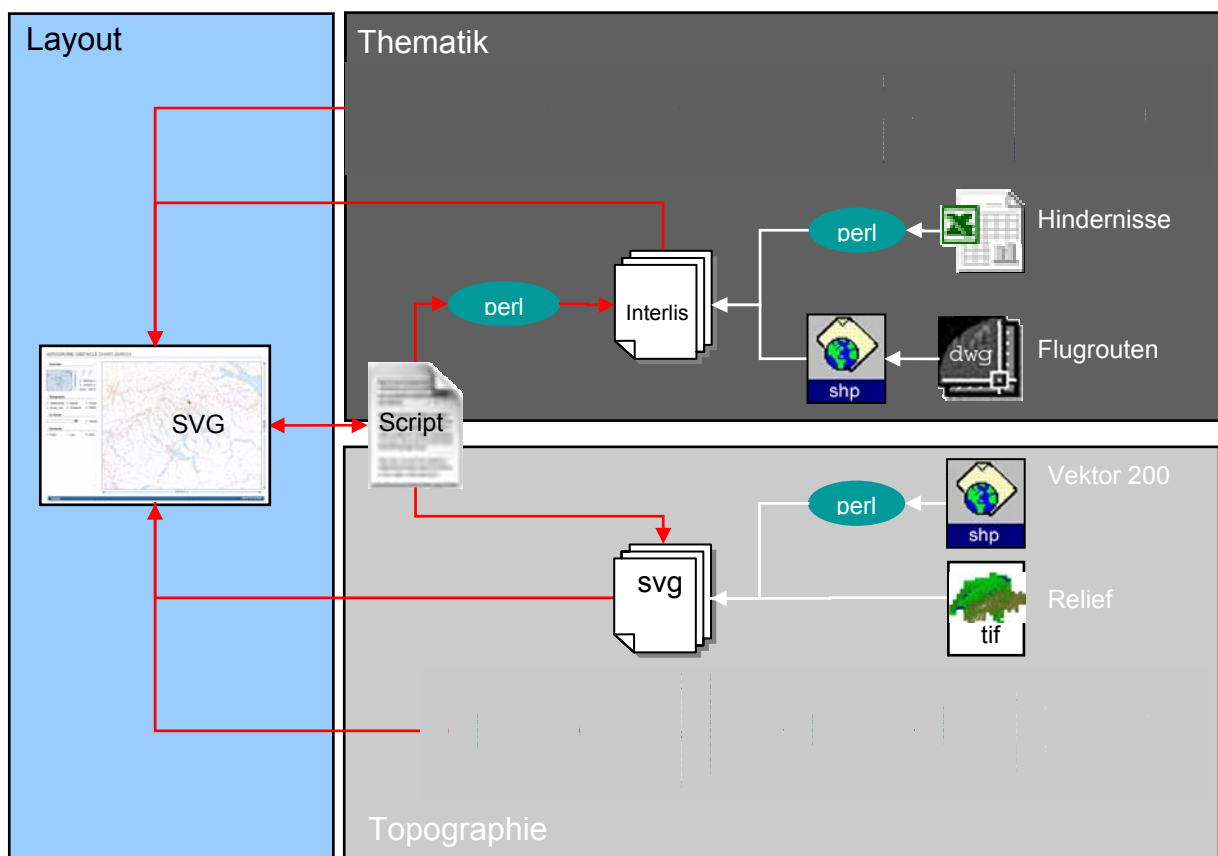 Layout
Thematik
perl
Hindernisse
perl
Interlis
dwg
Flugrouten
shp
SVG
Script
Vektor 200
perl
shp
svg
Relief
tif
Topographie